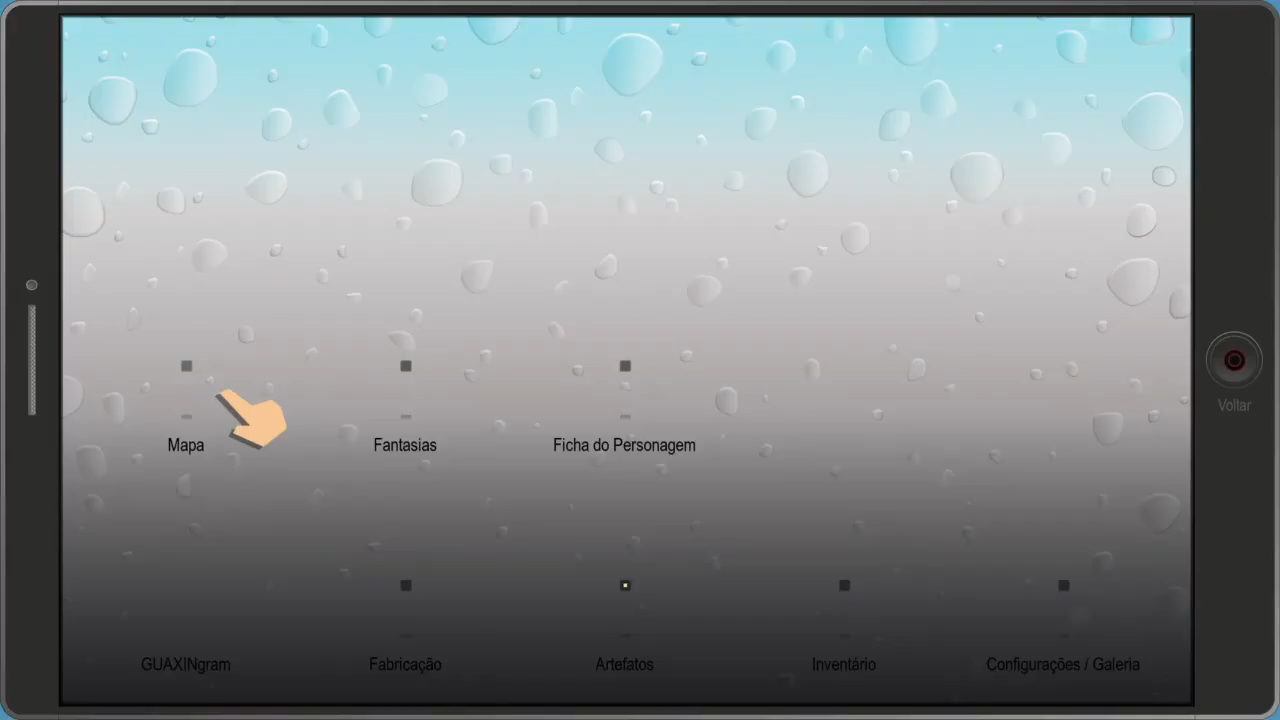 Voltar
Mapa
Fantasias
Ficha do Personagem
GUAXINgram
Fabricação
Artefatos
Inventário
Configurações / Galeria